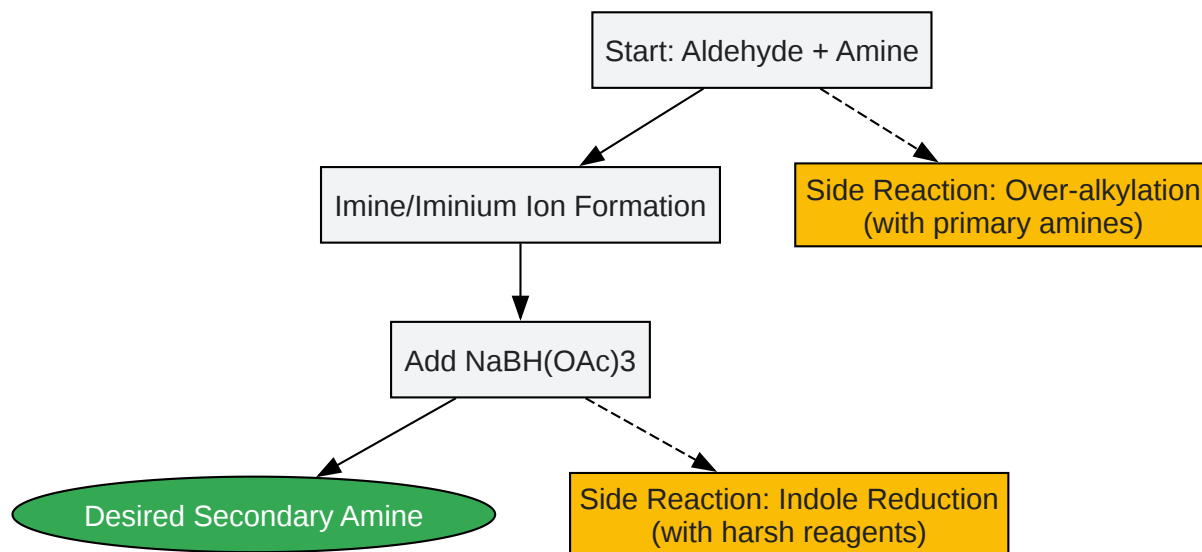 Start: Aldehyde + Amine
Imine/Iminium Ion Formation
Side Reaction: Over-alkylation
(with primary amines)
Add NaBH(OAc)3
Desired Secondary Amine
Side Reaction: Indole Reduction
(with harsh reagents)